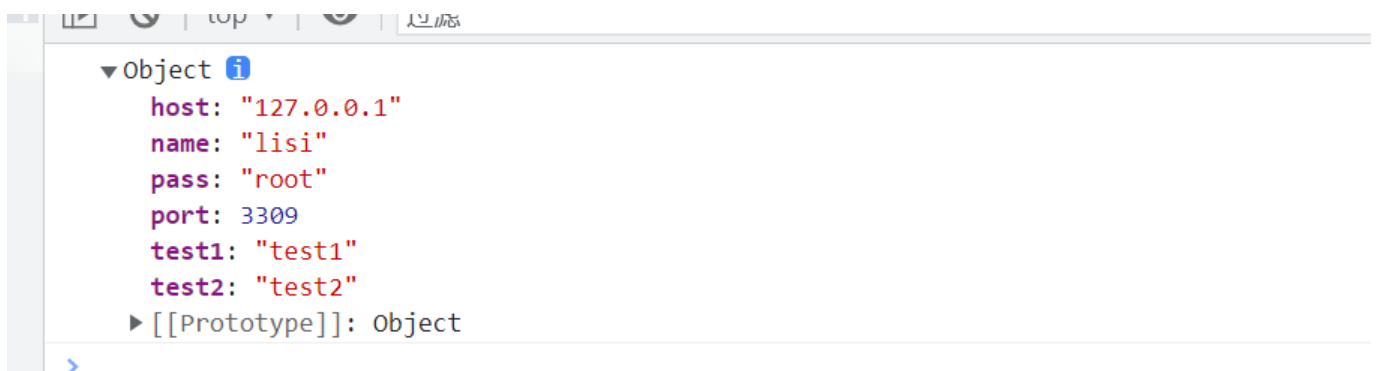 top 过滤
Object i
host: "127.0.0.1"
name: "lisi"
pass: "root"
port: 3309
test1: "test1"
test2: "test2"
[[Prototype]]: Object